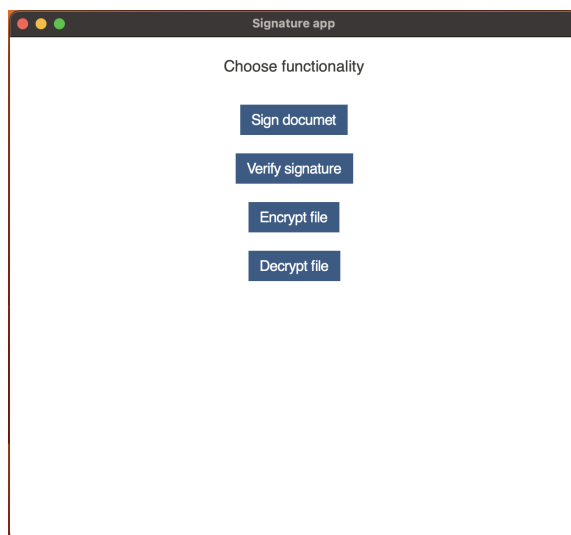 Signature app
Choose functionality
Sign documet
Verify signature
Encrypt file
Decrypt file